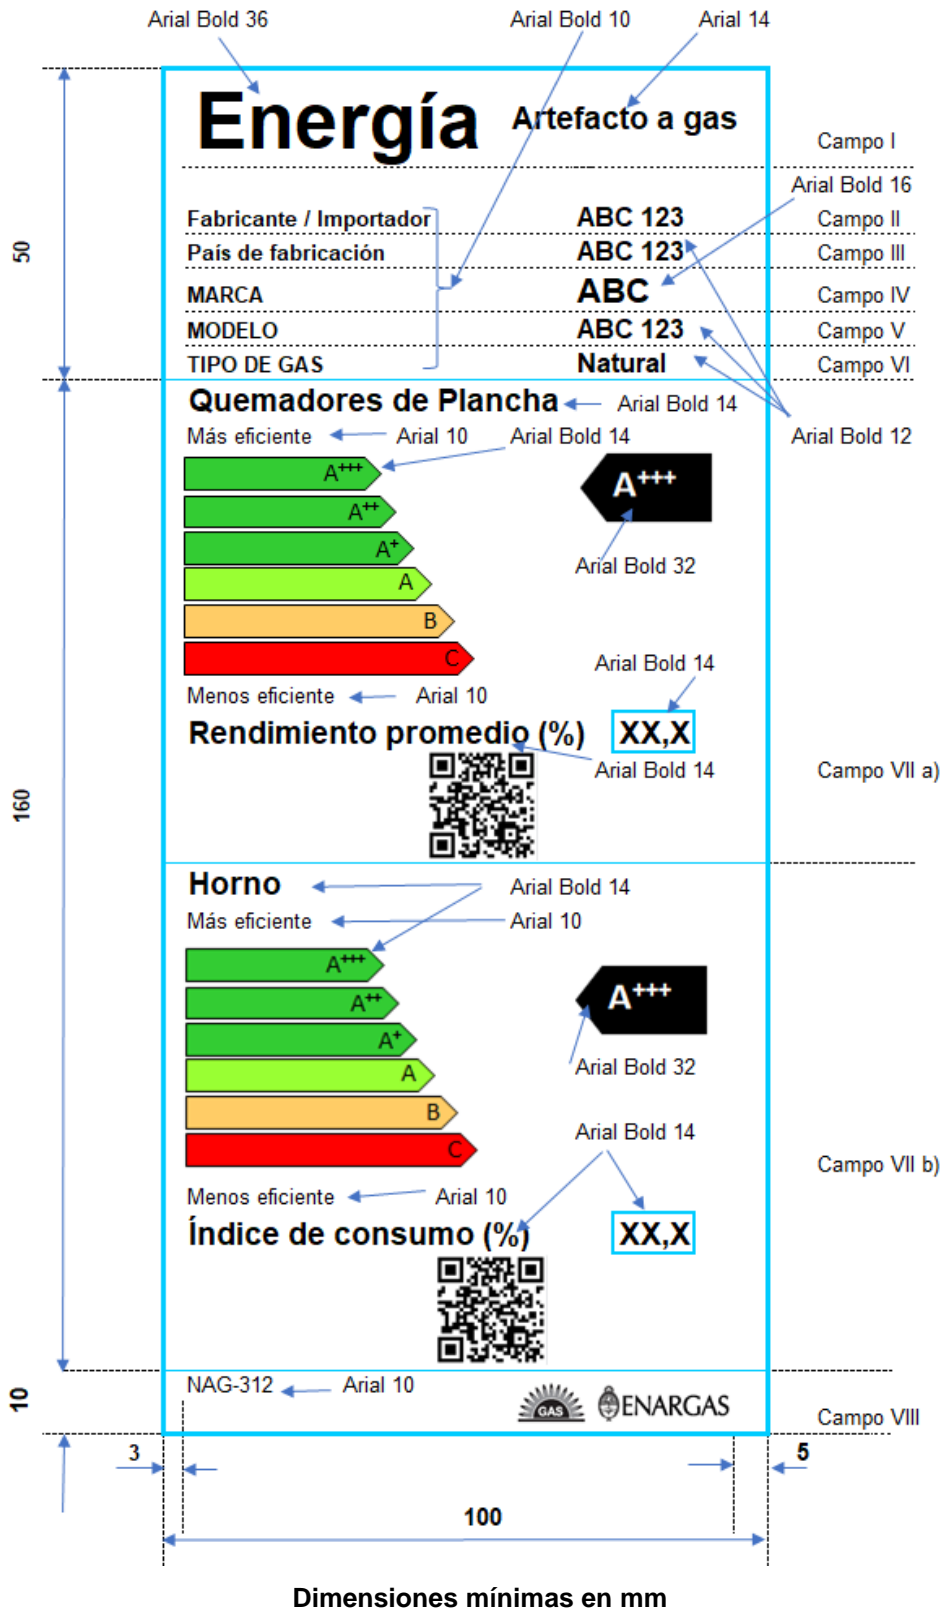 Arial Bold 36 Arial Bold 10 Arial 14
Energía Artefacto a gas
Campo I
Arial Bold 16
Fabricante / Importador ABC 123 Campo II
País de fabricación ABC 123 Campo III
50
MARCA ABC Campo IV
MODELO ABC 123 Campo V
TIPO DE GAS Natural Campo VI
Quemadores de Plancha Arial Bold 14
Más eficiente Arial 10 Arial Bold 14 Arial Bold 12
A+++ A+++
A++
A+ Arial Bold 32
A
B
C Arial Bold 14
Menos eficiente Arial 10
Rendimiento promedio (%) XX,X
Arial Bold 14 Campo VII a)
160
Horno Arial Bold 14
Más eficiente Arial 10
A+++ A+++
A++
A+ Arial Bold 32
A
B Arial Bold 14
C
Campo VII b)
Menos eficiente Arial 10
Índice de consumo (%) XX,X
NAG-312 Arial 10
10
GAS ENARGAS Campo VIII
3 5
100
Dimensiones mínimas en mm